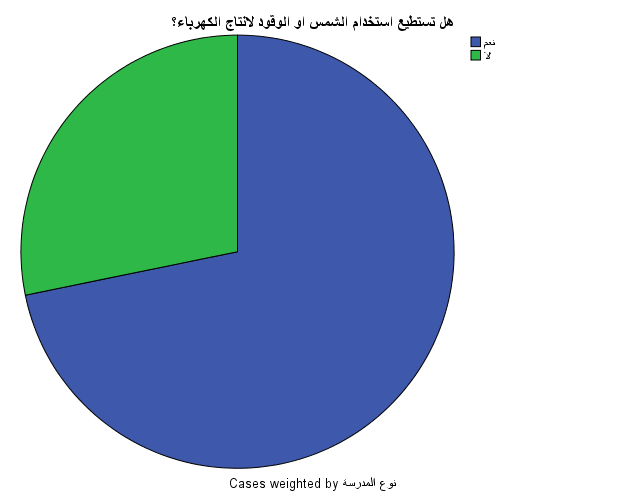 هل تستطيع استخدام الشمس او الوقود لانتاج الكهرباء؟
نعم
لا
Cases weighted by نوع المدرسة